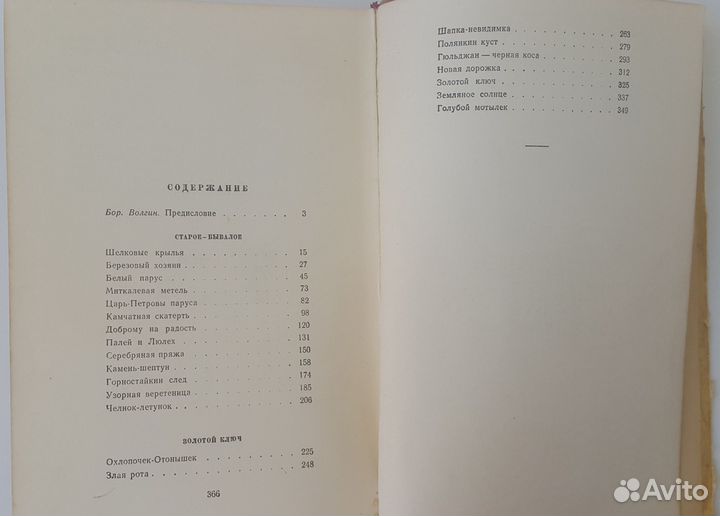 СОДЕРЖАНИЕ
Бор. Волгин. Предисловие . . . . . . . 3
СТАРОЕ-БЫВАЛОЕ
Шелковые крылья . . . . . . . . . 15
Березовый хозяин . . . . . . . . . 27
Белый парус . . . . . . . . . . 45
Миткалевая метель . . . . . . . . . 73
Царь-Петровы паруса . . . . . . . . 82
Камчатная скатерть . . . . . . . . . 98
Доброму на радость . . . . . . . . 120
Палей и Люлех . . . . . . . . . 131
Серебряная пряжа . . . . . . . . . 150
Камень-шептун . . . . . . . . . 158
Горностайкин след . . . . . . . . . 174
Узорная веретеница . . . . . . . . 185
Челнок-летунок . . . . . . . . . 206
ЗОЛОТОЙ КЛЮЧ
Охлопочек-Отонышек . . . . . . . . 225
Злая рота . . . . . . . . . . . 248
366
Шапка-невидимка . . . . . . . . . 263
Полянкин куст . . . . . . . . . . 279
Гюльджан — черная коса . . . . . . . 293
Новая дорожка . . . . . . . . . . 312
Золотой ключ . . . . . . . . . . 325
Земляное солнце . . . . . . . . . 337
Голубой мотылек . . . . . . . . . 349
Avito